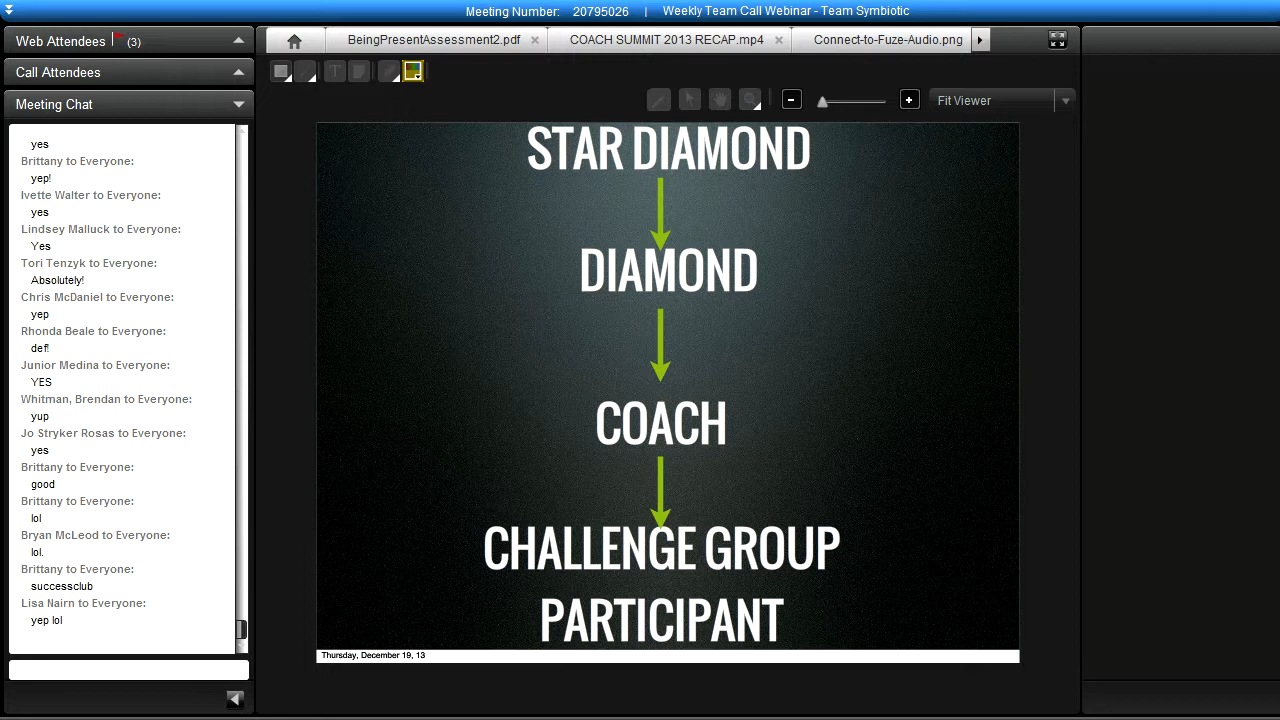 Meeting Number: 20795026 | Weekly Team Call Webinar - Team Symbiotic
Web Attendees (3)
Call Attendees
Meeting Chat
yes
Brittany to Everyone:
yep!
Ivette Walter to Everyone:
yes
Lindsey Malluck to Everyone:
Yes
Tori Tenzyk to Everyone:
Absolutely!
Chris McDaniel to Everyone:
yep
Rhonda Beale to Everyone:
def!
Junior Medina to Everyone:
YES
Whitman, Brendan to Everyone:
yup
Jo Stryker Rosas to Everyone:
yes
Brittany to Everyone:
good
Brittany to Everyone:
lol
Bryan McLeod to Everyone:
lol.
Brittany to Everyone:
successclub
Lisa Nairn to Everyone:
yep lol
BeingPresentAssessment2.pdf
COACH SUMMIT 2013 RECAP.mp4
Connect-to-Fuze-Audio.png
T
Fit Viewer
STAR DIAMOND
DIAMOND
COACH
CHALLENGE GROUP
PARTICIPANT
Thursday, December 19, 13